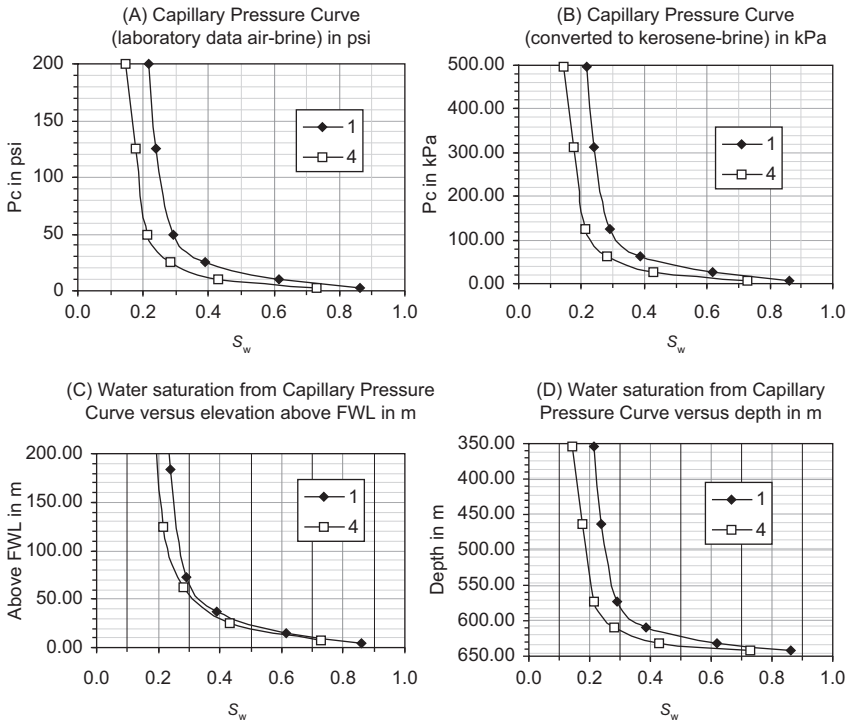 (A) Capillary Pressure Curve
(laboratory data air-brine) in psi
200
150
100
50
0
Pc in psi
0.0 0.2 0.4 0.6 0.8 1.0
Sw
1
4
(B) Capillary Pressure Curve
(converted to kerosene-brine) in kPa
500.00
400.00
300.00
200.00
100.00
0.00
Pc in kPa
0.0 0.2 0.4 0.6 0.8 1.0
Sw
1
4
(C) Water saturation from Capillary Pressure
Curve versus elevation above FWL in m
200.00
150.00
100.00
50.00
0.00
Above FWL in m
0.0 0.2 0.4 0.6 0.8 1.0
Sw
1
4
(D) Water saturation from Capillary
Pressure Curve versus depth in m
350.00
400.00
450.00
500.00
550.00
600.00
650.00
Depth in m
0.0 0.2 0.4 0.6 0.8 1.0
Sw
1
4